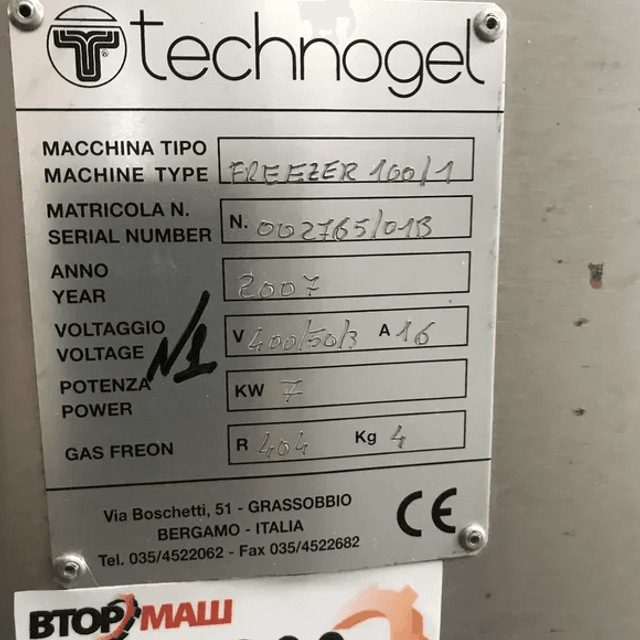 technogel
MACCHINA TIPO
MACHINE TYPE FREEZER 100/1
MATRICOLA N.
SERIAL NUMBER N. 002765/01B
ANNO
YEAR 2007
VOLTAGGIO
VOLTAGE V 400/50/3 A 16
N1
POTENZA
POWER KW 7
GAS FREON R 404 Kg 4
Via Boschetti, 51 - GRASSOBBIO
BERGAMO - ITALIA
Tel. 035/4522062 - Fax 035/4522682
CE
ВТОРМАШ